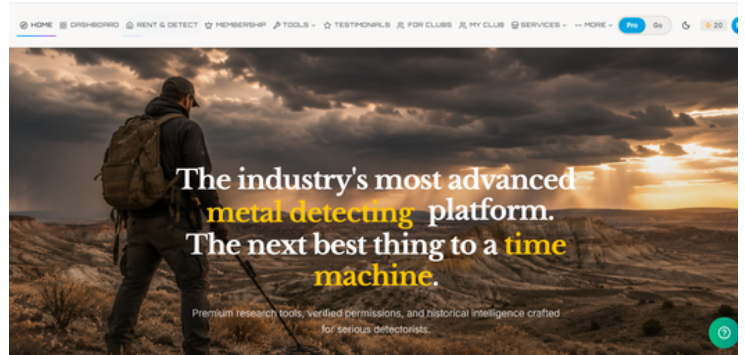 HOME DASHBOARD RENT & DETECT MEMBERSHIP TOOLS TESTIMONIALS FOR CLUBS MY CLUB SERVICES MORE Pro Go 20
The industry's most advanced
metal detecting platform.
The next best thing to a time
machine.
Premium research tools, verified permissions, and historical intelligence crafted
for serious detectorists.